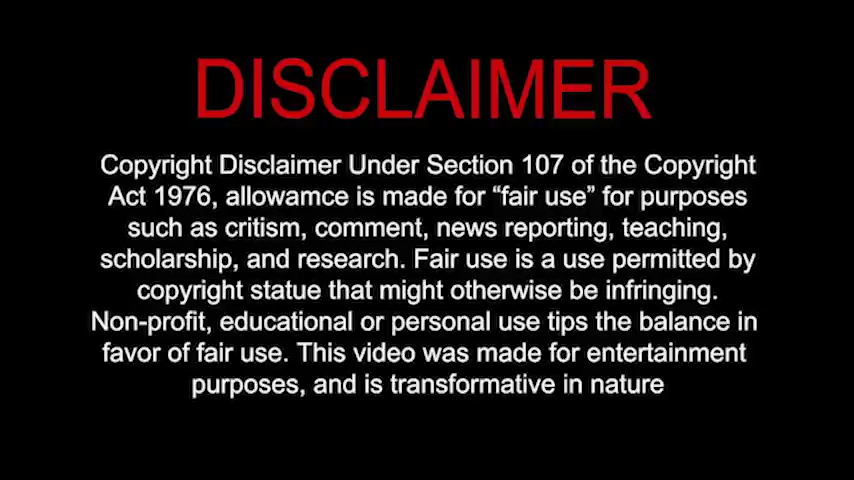 DISCLAIMER
Copyright Disclaimer Under Section 107 of the Copyright
Act 1976, allowamce is made for “fair use” for purposes
such as critism, comment, news reporting, teaching,
scholarship, and research. Fair use is a use permitted by
copyright statue that might otherwise be infringing.
Non-profit, educational or personal use tips the balance in
favor of fair use. This video was made for entertainment
purposes, and is transformative in nature